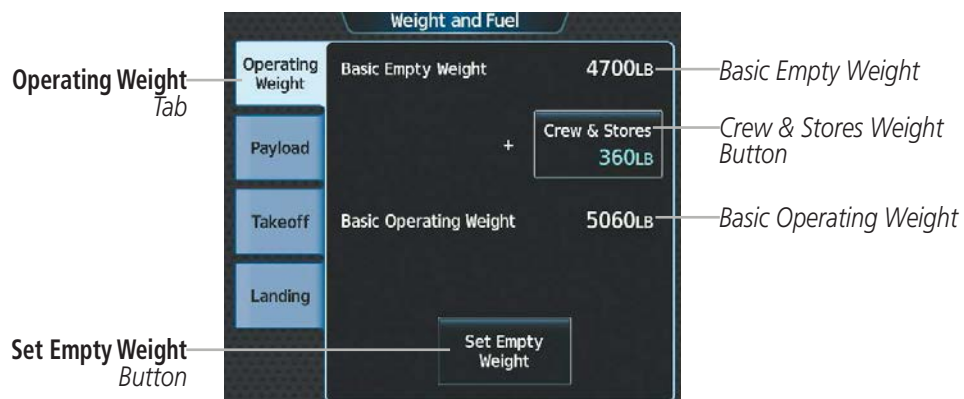 Weight and Fuel
Operating Weight
Tab
Operating
Weight
Basic Empty Weight
4700LB
Basic Empty Weight
Payload
+
Crew & Stores
360LB
Crew & Stores Weight
Button
Takeoff
Basic Operating Weight
5060LB
Basic Operating Weight
Landing
Set Empty Weight
Button
Set Empty
Weight